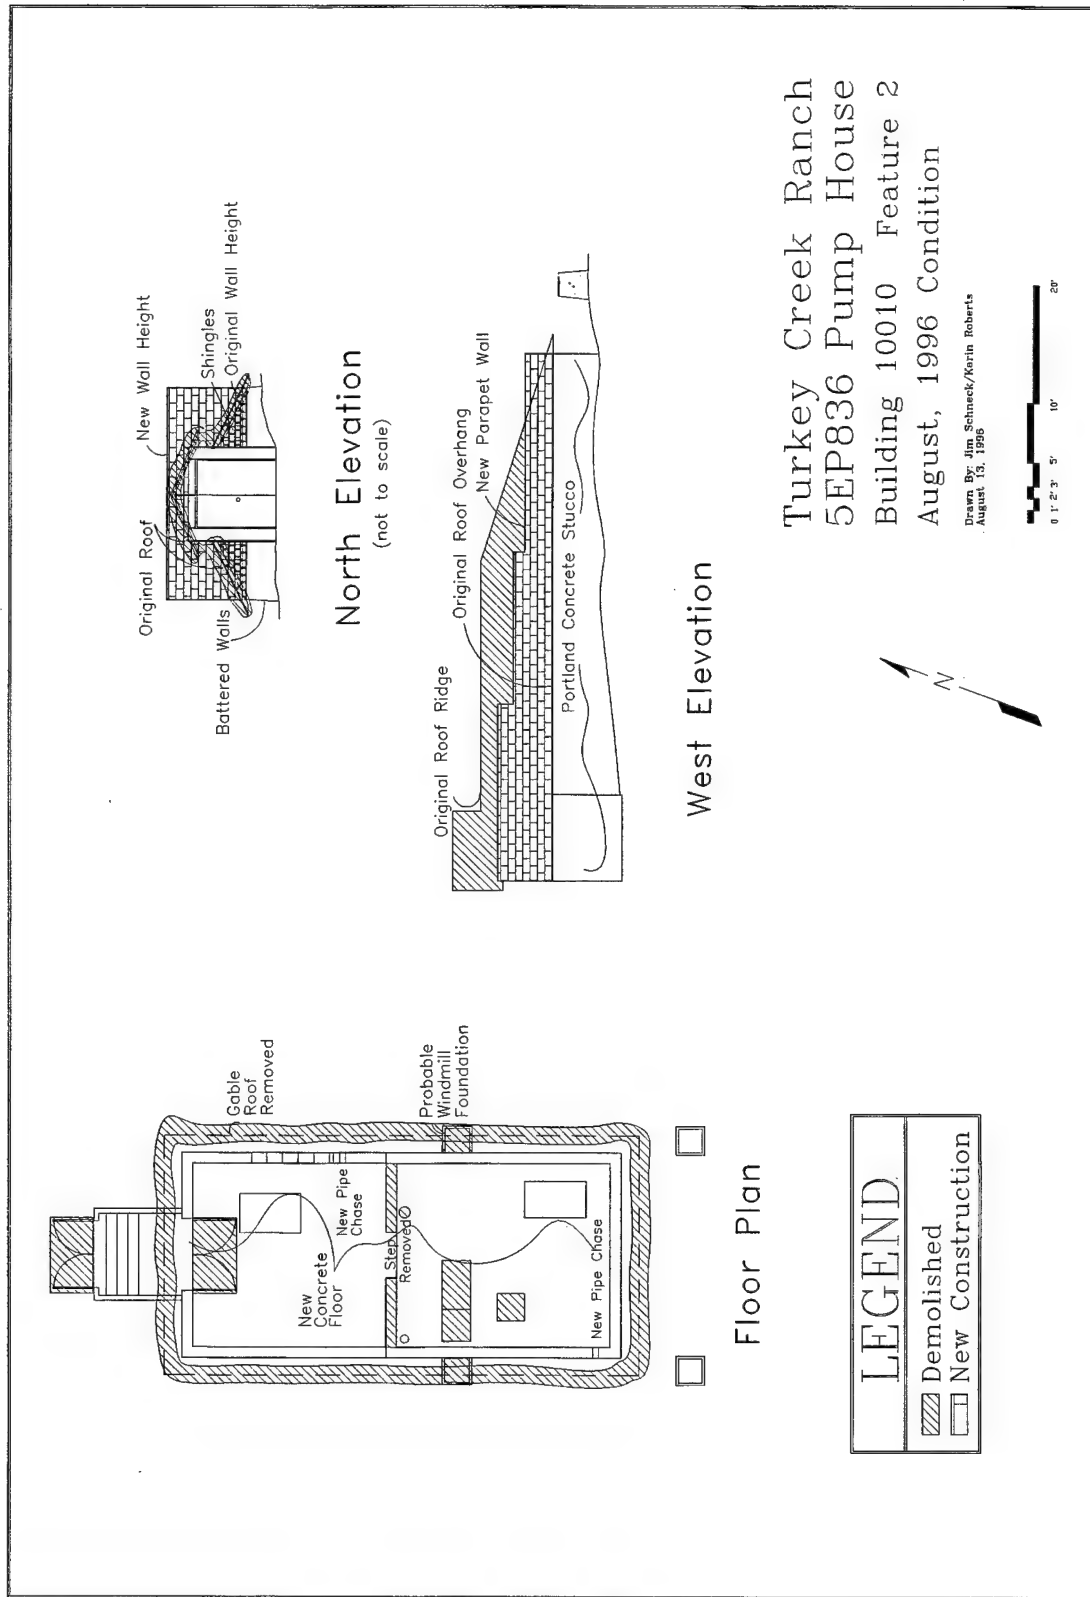 Gable
Roof
Removed
Probable
Windmill
Foundation
New Pipe
Chase
New
Concrete
Floor
Step
Removed
New Pipe Chase
Floor Plan
LEGEND
Demolished
New Construction
Original Roof
New Wall Height
Shingles
Original Wall Height
Battered Walls
North Elevation
(not to scale)
Original Roof Ridge
Original Roof Overhang
New Parapet Wall
Portland Concrete Stucco
West Elevation
N
Turkey Creek Ranch
5EP836 Pump House
Building 10010 Feature 2
August, 1996 Condition
Drawn By: Jim Schneck/Karin Roberts
August 13, 1996
0 1' 2' 3' 5' 10' 20'